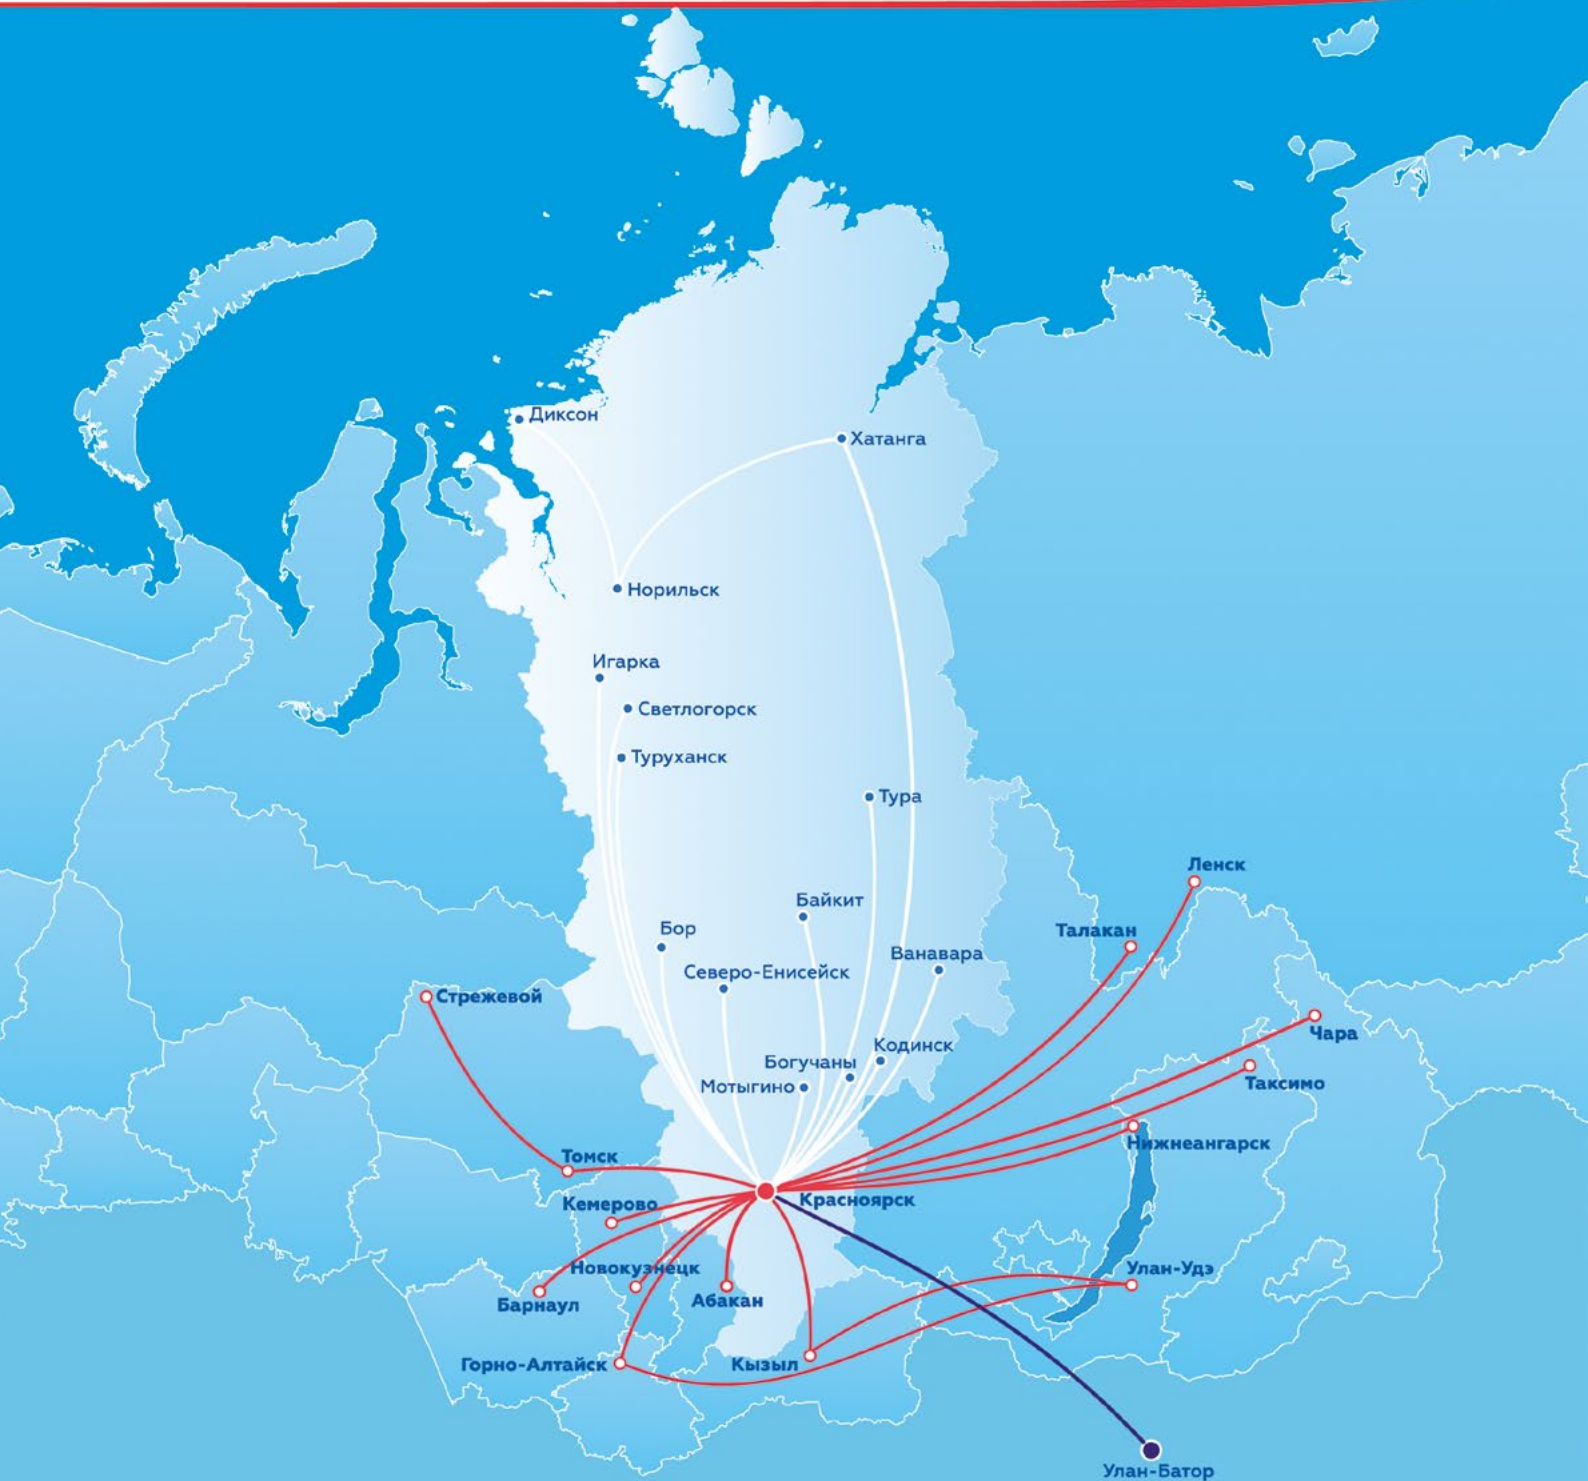 Диксон
Хатанга
Норильск
Игарка
Светлогорск
Туруханск
Тура
Ленск
Байкит
Бор
Талакан
Ванавара
Северо-Енисейск
Стрежевой
Чара
Кодинск
Богучаны
Таксимо
Мотыгино
Нижнеангарск
Томск
Кемерово
Красноярск
Новокузнецк
Улан-Удэ
Абакан
Барнаул
Горно-Алтайск
Кызыл
Улан-Батор